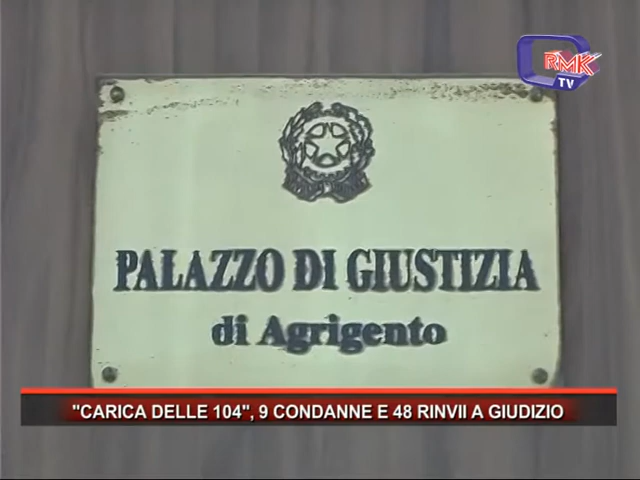 RMK
TV
PALAZZO DI GIUSTIZIA
di Agrigento
"CARICA DELLE 104", 9 CONDANNE E 48 RINVII A GIUDIZIO